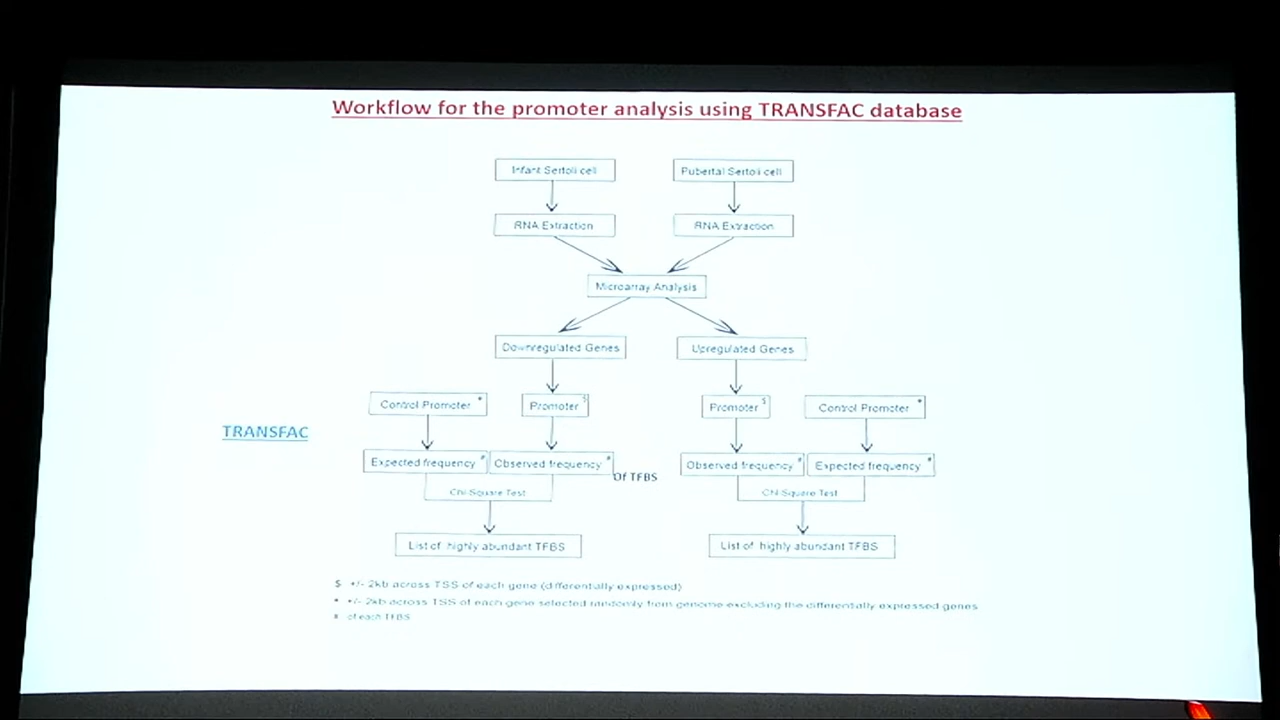 Workflow for the promoter analysis using TRANSFAC database
Infant Sertoli cell
Pubertal Sertoli cell
RNA Extraction
RNA Extraction
Microarray Analysis
Downregulated Genes
Upregulated Genes
Control Promoter *
Promoter $
Promoter $
Control Promoter *
TRANSFAC
Expected frequency #
Observed frequency #
Of TFBS
Observed frequency #
Expected frequency #
Chi-Square Test
Chi-Square Test
List of highly abundant TFBS
List of highly abundant TFBS
$ +/- 2kb across TSS of each gene (differentially expressed)
* +/- 2kb across TSS of each gene selected randomly from genome excluding the differentially expressed genes
# of each TFBS